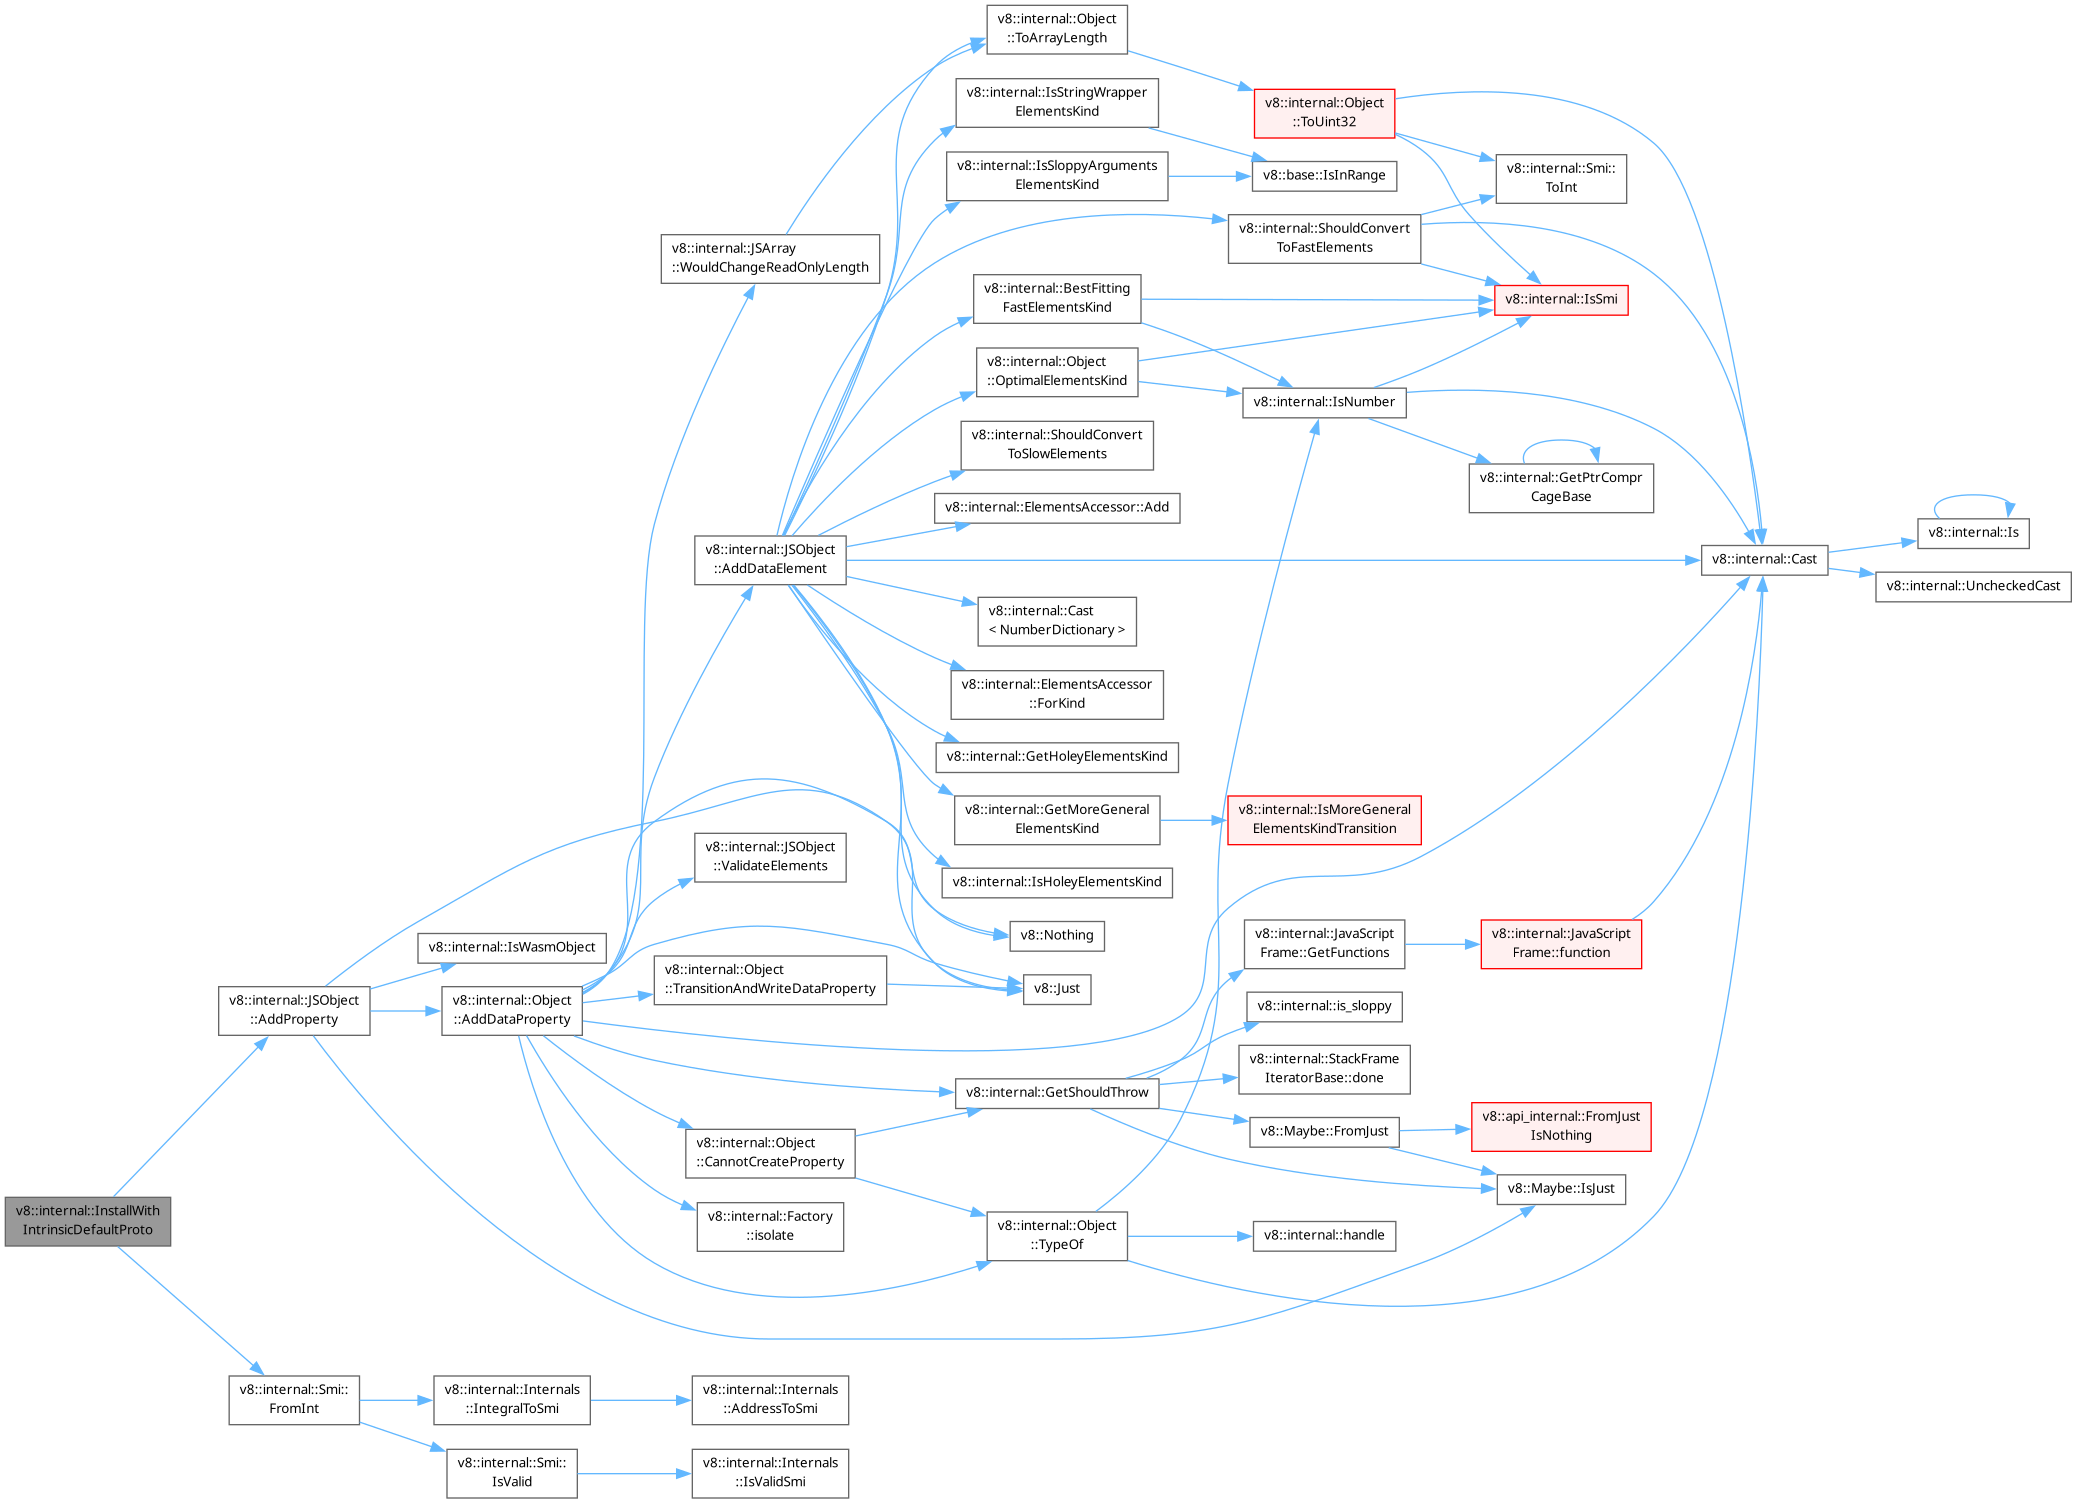 v8::internal::InstallWith
IntrinsicDefaultProto
v8::internal::JSObject
::AddProperty
v8::internal::Smi::
FromInt
v8::internal::IsWasmObject
v8::internal::Object
::AddDataProperty
v8::internal::Internals
::IntegralToSmi
v8::internal::Smi::
IsValid
v8::internal::JSArray
::WouldChangeReadOnlyLength
v8::internal::JSObject
::AddDataElement
v8::internal::JSObject
::ValidateElements
v8::internal::Object
::TransitionAndWriteDataProperty
v8::internal::Object
::CannotCreateProperty
v8::internal::Factory
::isolate
v8::internal::Internals
::AddressToSmi
v8::internal::Internals
::IsValidSmi
v8::internal::Object
::ToArrayLength
v8::internal::IsStringWrapper
ElementsKind
v8::internal::IsSloppyArguments
ElementsKind
v8::internal::BestFitting
FastElementsKind
v8::internal::Object
::OptimalElementsKind
v8::internal::ShouldConvert
ToSlowElements
v8::internal::ElementsAccessor::Add
v8::internal::Cast
< NumberDictionary >
v8::internal::ElementsAccessor
::ForKind
v8::internal::GetHoleyElementsKind
v8::internal::GetMoreGeneral
ElementsKind
v8::internal::IsHoleyElementsKind
v8::Nothing
v8::Just
v8::internal::GetShouldThrow
v8::internal::Object
::TypeOf
v8::internal::Object
::ToUint32
v8::base::IsInRange
v8::internal::ShouldConvert
ToFastElements
v8::internal::IsNumber
v8::internal::IsMoreGeneral
ElementsKindTransition
v8::internal::JavaScript
Frame::GetFunctions
v8::internal::is_sloppy
v8::internal::StackFrame
IteratorBase::done
v8::Maybe::FromJust
v8::internal::handle
v8::internal::Smi::
ToInt
v8::internal::IsSmi
v8::internal::GetPtrCompr
CageBase
v8::internal::JavaScript
Frame::function
v8::api_internal::FromJust
IsNothing
v8::Maybe::IsJust
v8::internal::Cast
v8::internal::Is
v8::internal::UncheckedCast